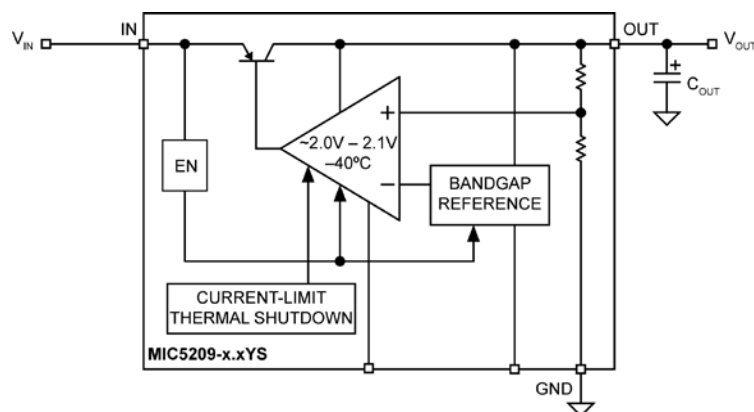 IN
OUT
VIN
VOUT
+
COUT
+
~2.0V – 2.1V
–40ºC
EN
–
BANDGAP
REFERENCE
CURRENT-LIMIT
THERMAL SHUTDOWN
MIC5209-x.xYS
GND